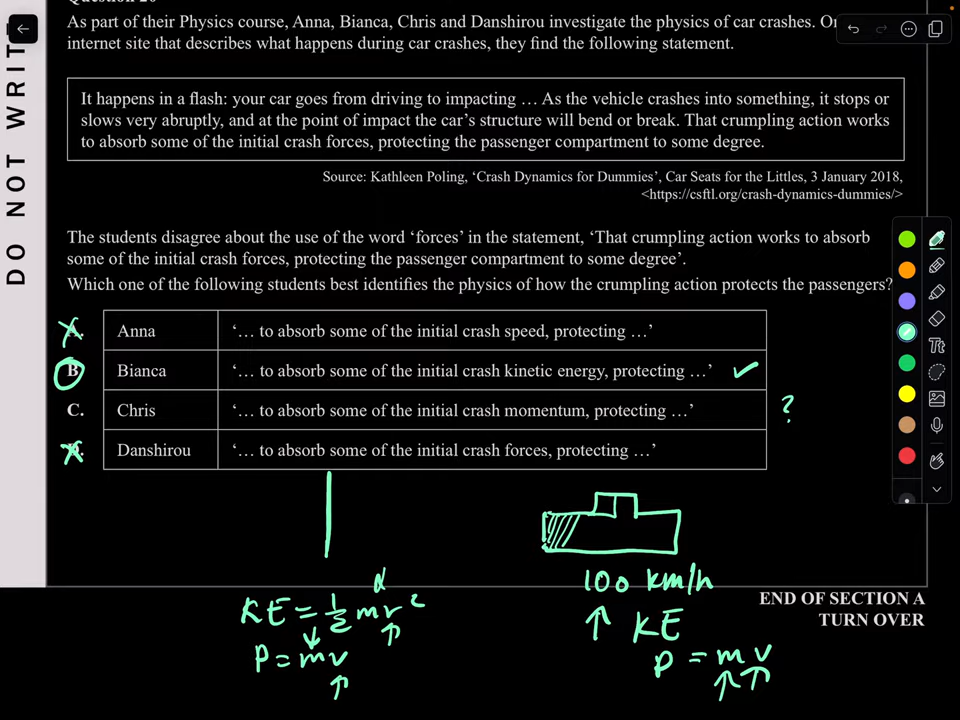 As part of their Physics course, Anna, Bianca, Chris and Danshirou investigate the physics of car crashes.
internet site that describes what happens during car crashes, they find the following statement.
DO NOT WRIT
It happens in a flash: your car goes from driving to impacting … As the vehicle crashes into something, it stops or
slows very abruptly, and at the point of impact the car's structure will bend or break. That crumpling action works
to absorb some of the initial crash forces, protecting the passenger compartment to some degree.
Source: Kathleen Poling, 'Crash Dynamics for Dummies', Car Seats for the Littles, 3 January 2018,
<https://csftl.org/crash-dynamics-dummies/>
The students disagree about the use of the word 'forces' in the statement, 'That crumpling action works to absorb
some of the initial crash forces, protecting the passenger compartment to some degree'.
Which one of the following students best identifies the physics of how the crumpling action protects the passengers?
Anna '… to absorb some of the initial crash speed, protecting …'
B. Bianca '… to absorb some of the initial crash kinetic energy, protecting …' ✓
C. Chris '… to absorb some of the initial crash momentum, protecting …' ?
Danshirou '… to absorb some of the initial crash forces, protecting …'
Tt
100 km/h
KE = ½ mv²
↑ KE
P = mv
P = mv
END OF SECTION A
TURN OVER